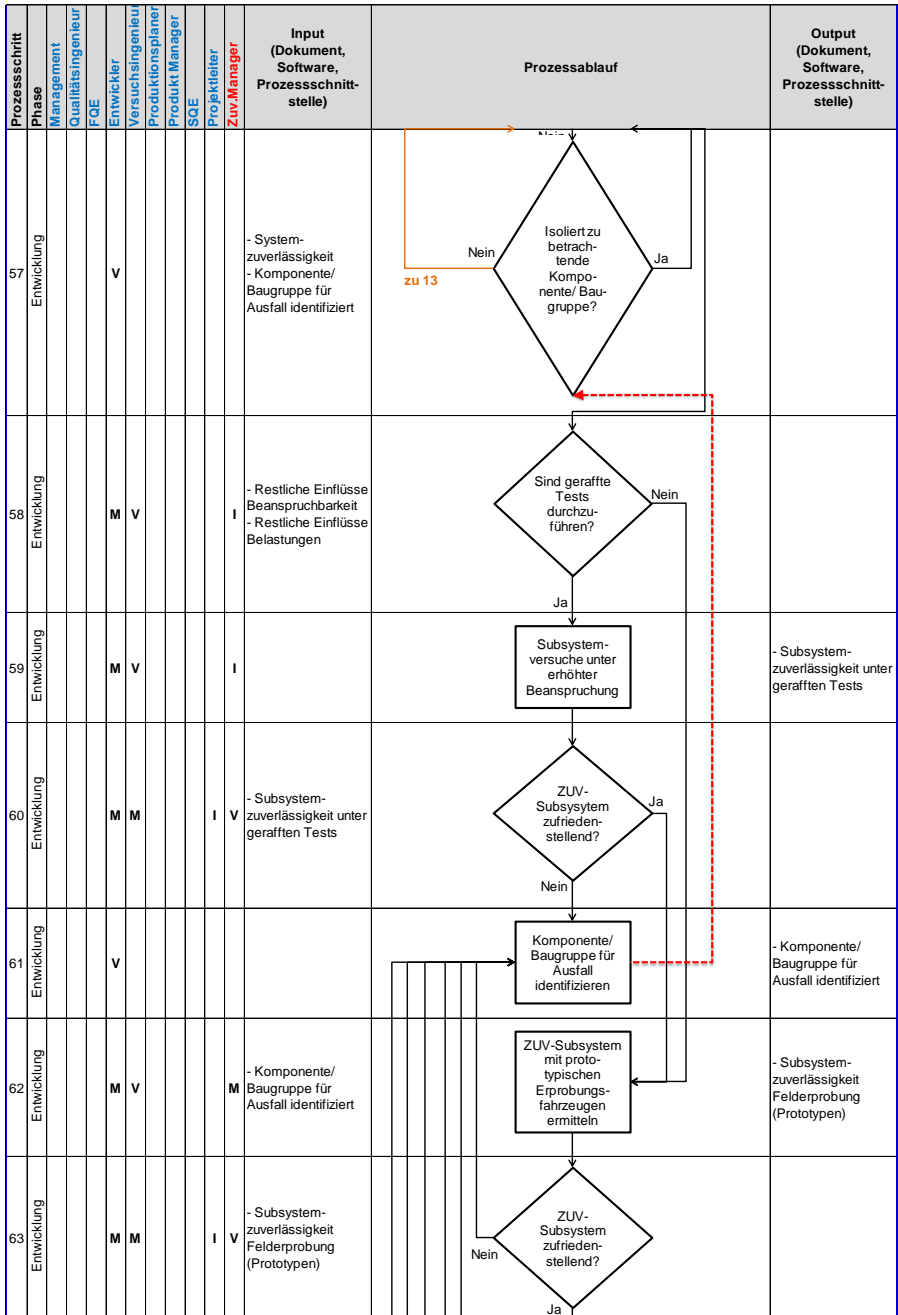 Prozessschritt
Phase
Management
Qualitätsingenieur
FQE
Entwickler
Versuchsingenieur
Produktionsplaner
Produkt Manager
SQE
Projektleiter
Zuv.Manager
Input
(Dokument,
Software,
Prozessschnitt-
stelle)
Prozessablauf
Output
(Dokument,
Software,
Prozessschnitt-
stelle)
57
Entwicklung
V
- System-
zuverlässigkeit
- Komponente/
Baugruppe für
Ausfall identifiziert
Nein
Isoliert zu
betrach-
tende
Kompo-
nente/ Bau-
gruppe?
Nein
Ja
zu 13
58
Entwicklung
M V I
- Restliche Einflüsse
Beanspruchbarkeit
- Restliche Einflüsse
Belastungen
Sind geraffte
Tests
durchzu-
führen?
Nein
Ja
59
Entwicklung
M V I
Subsystem-
versuche unter
erhöhter
Beanspruchung
- Subsystem-
zuverlässigkeit unter
gerafften Tests
60
Entwicklung
M M I V
- Subsystem-
zuverlässigkeit unter
gerafften Tests
ZUV-
Subsysytem
zufrieden-
stellend?
Ja
Nein
61
Entwicklung
V
Komponente/
Baugruppe für
Ausfall
identifizieren
- Komponente/
Baugruppe für
Ausfall identifiziert
62
Entwicklung
M V M
- Komponente/
Baugruppe für
Ausfall identifiziert
ZUV-Subsystem
mit proto-
typischen
Erprobungs-
fahrzeugen
ermitteln
- Subsystem-
zuverlässigkeit
Felderprobung
(Prototypen)
63
Entwicklung
M M I V
- Subsystem-
zuverlässigkeit
Felderprobung
(Prototypen)
ZUV-
Subsystem
zufrieden-
stellend?
Nein
Ja